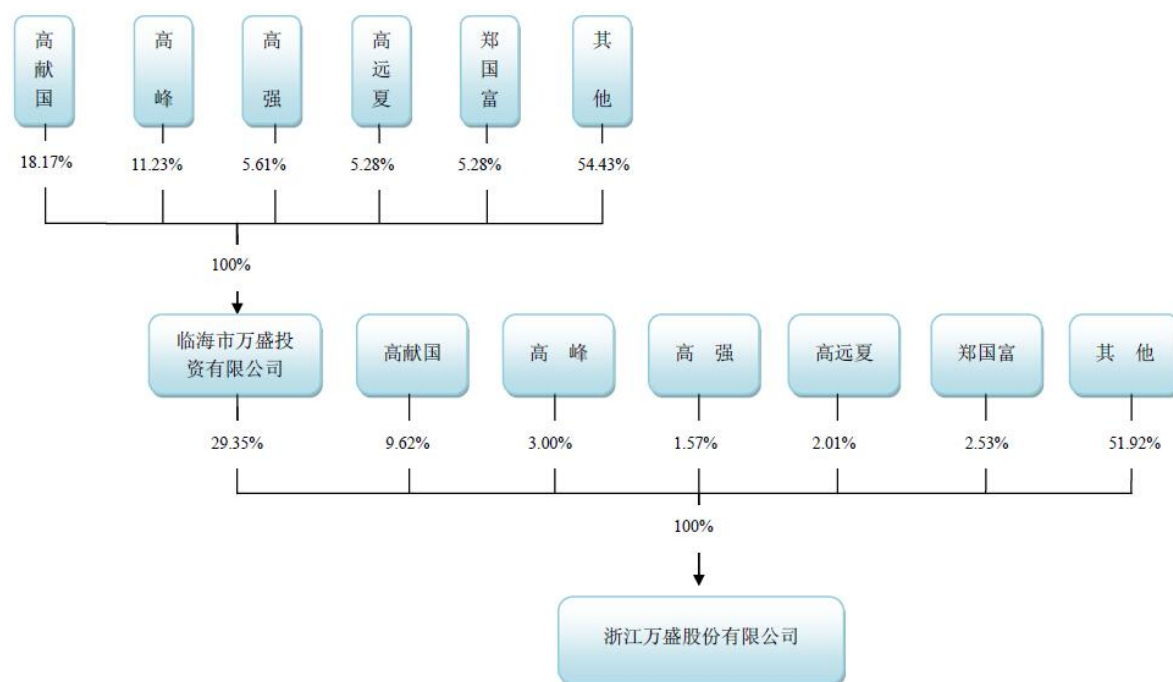 高献国
高 峰
高 强
高远夏
郑国富
其 他
18.17%
11.23%
5.61%
5.28%
5.28%
54.43%
100%
临海市万盛投
资有限公司
高献国
高 峰
高 强
高远夏
郑国富
其 他
29.35%
9.62%
3.00%
1.57%
2.01%
2.53%
51.92%
100%
浙江万盛股份有限公司